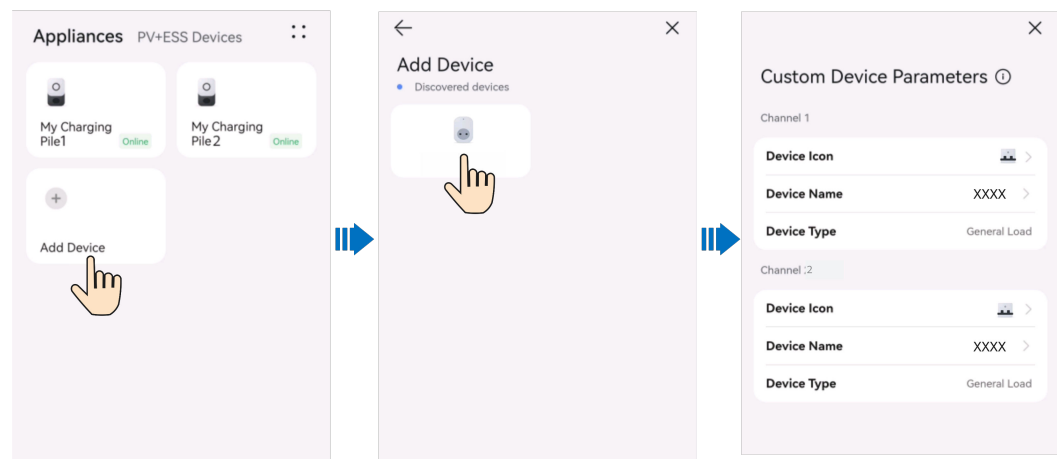 Appliances PV+ESS Devices
My Charging
Pile1 Online
My Charging
Pile2 Online
Add Device
Add Device
Discovered devices
Custom Device Parameters
Channel 1
Device Icon
Device Name XXXX
Device Type General Load
Channel :2
Device Icon
Device Name XXXX
Device Type General Load